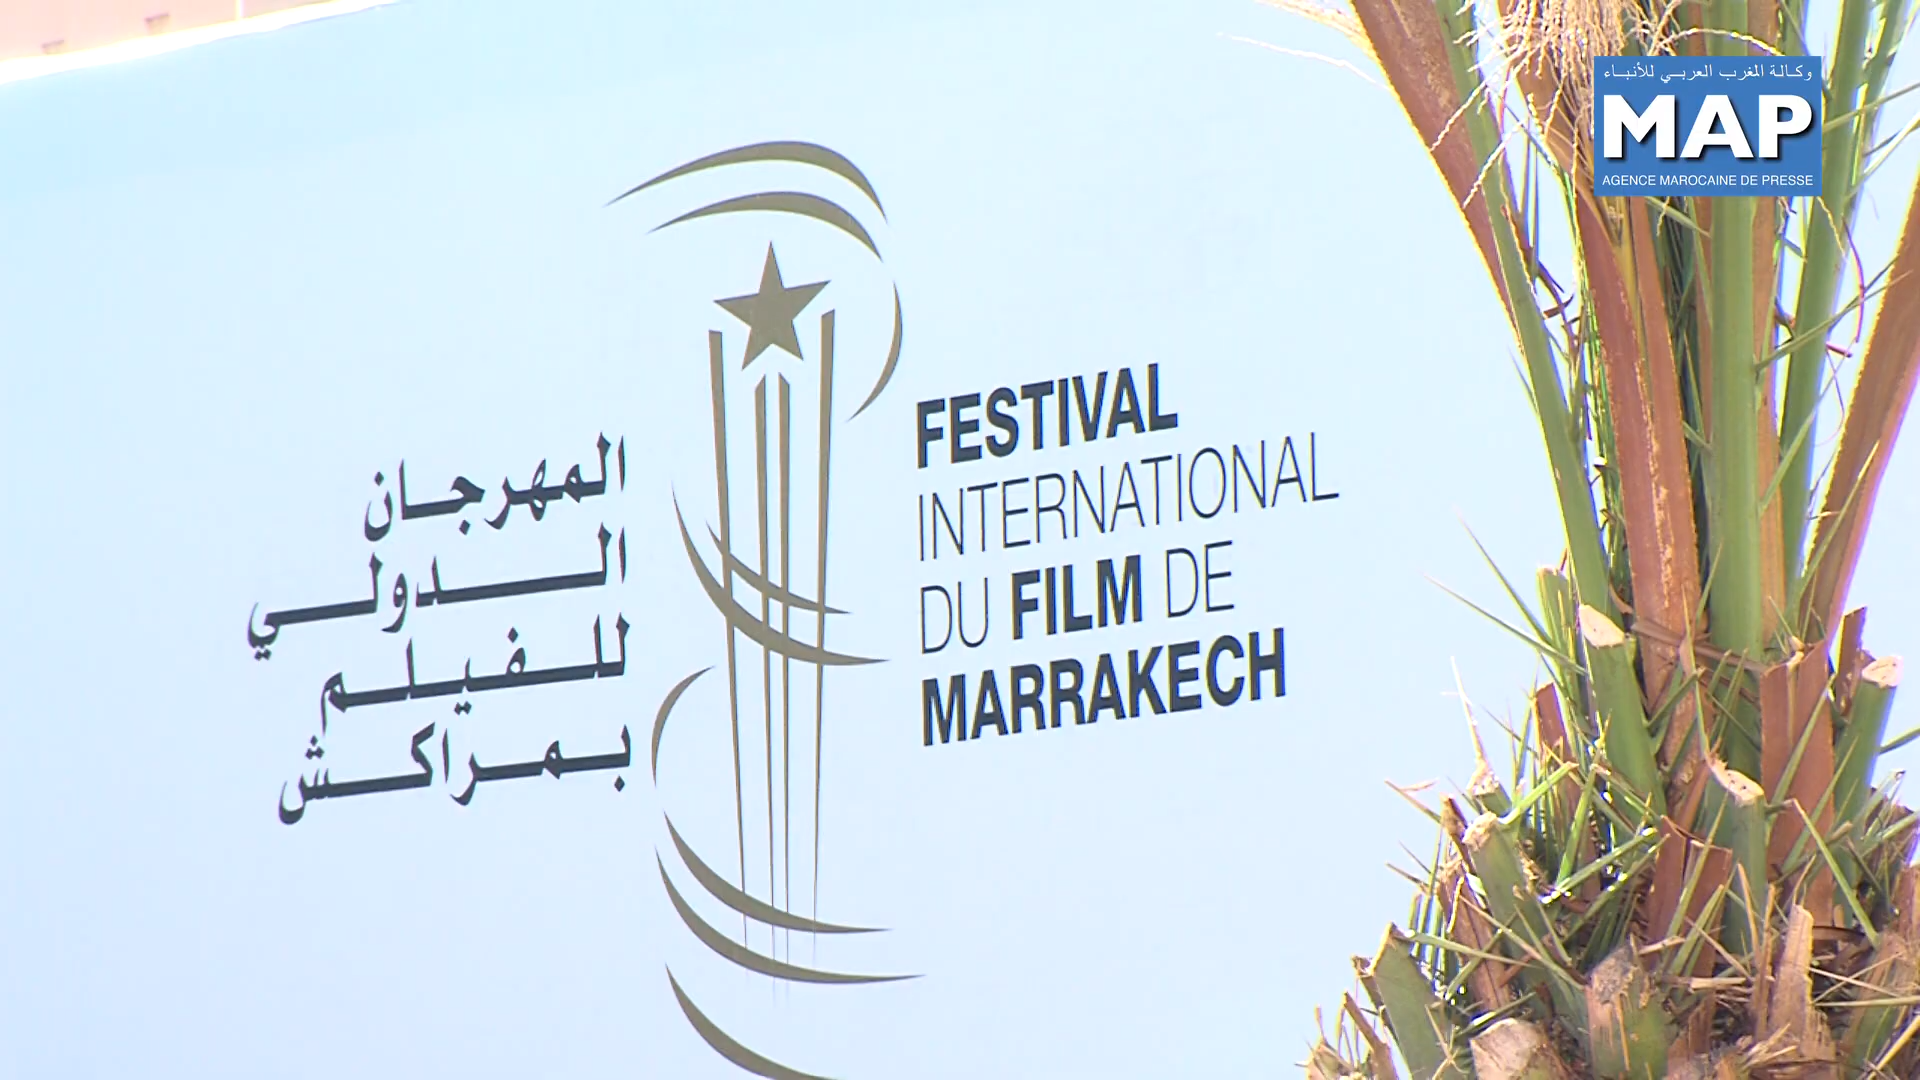 وكالة المغرب العربي للأنباء
MAP
AGENCE MAROCAINE DE PRESSE
المهرجان
الدولي
للفيلم
بمراكش
FESTIVAL
INTERNATIONAL
DU FILM DE
MARRAKECH